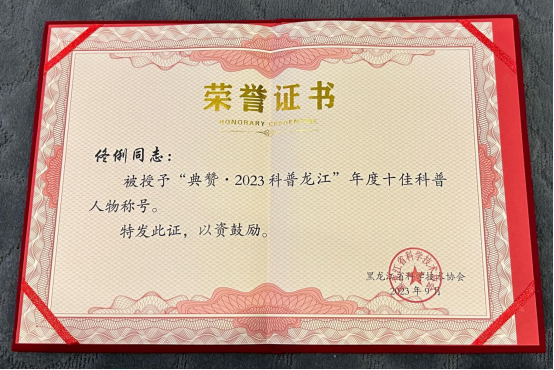 荣誉证书
HONORARY CREDENTIAL
佟俐同志：
被授予“典赞·2023科普龙江”年度十佳科普
人物称号。
特发此证，以资鼓励。
黑龙江省科学技术协会
2023年9月